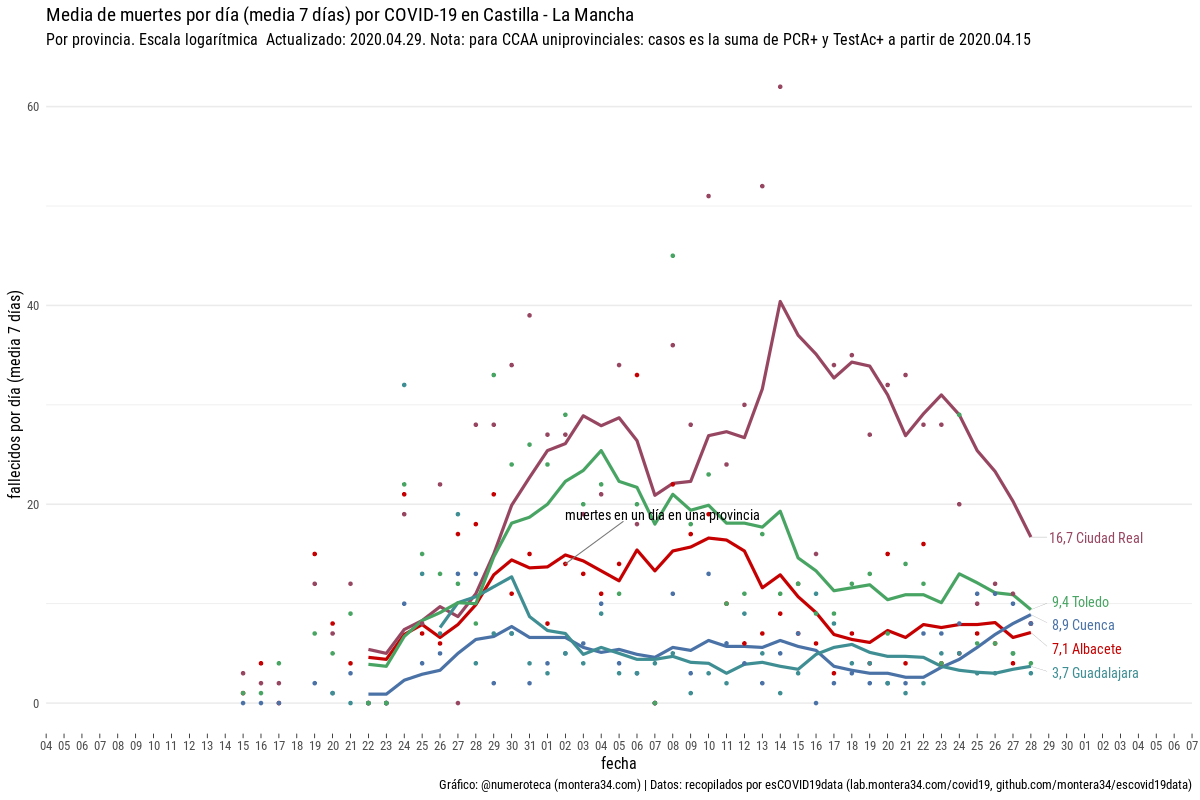 Media de muertes por día (media 7 días) por COVID-19 en Castilla - La Mancha
Por provincia. Escala logarítmica  Actualizado: 2020.04.29. Nota: para CCAA uniprovinciales: casos es la suma de PCR+ y TestAc+ a partir de 2020.04.15
fallecidos por día (media 7 días)
60
40
20
0
muertes en un día en una provincia
16,7 Ciudad Real
9,4 Toledo
8,9 Cuenca
7,1 Albacete
3,7 Guadalajara
04 05 06 07 08 09 10 11 12 13 14 15 16 17 18 19 20 21 22 23 24 25 26 27 28 29 30 31 01 02 03 04 05 06 07 08 09 10 11 12 13 14 15 16 17 18 19 20 21 22 23 24 25 26 27 28 29 30 01 02 03 04 05 06 07
fecha
Gráfico: @numeroteca (montera34.com) | Datos: recopilados por esCOVID19data (lab.montera34.com/covid19, github.com/montera34/escovid19data)